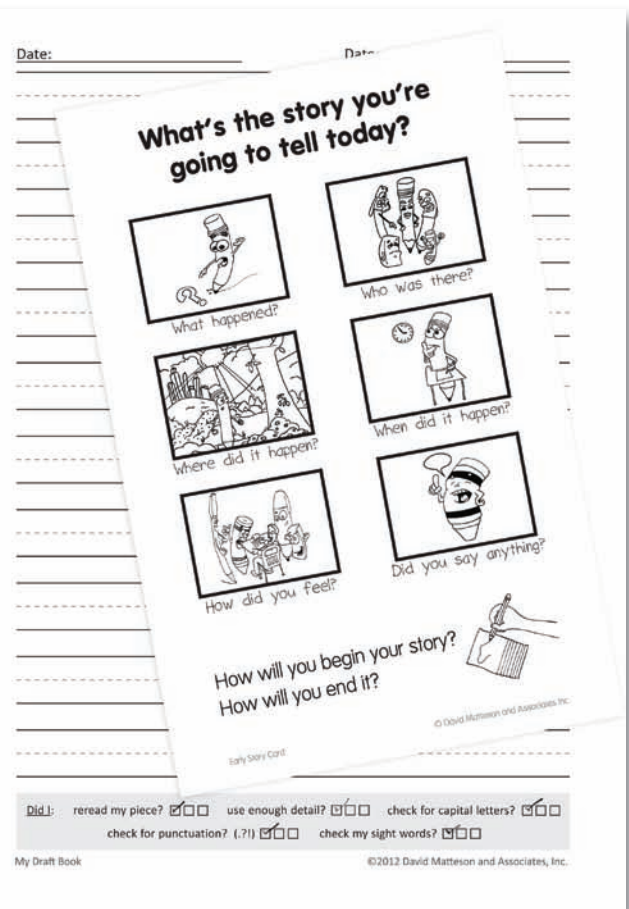 Date:
Date:
What's the story you're
going to tell today?
What happened?
Who was there?
Where did it happen?
When did it happen?
How did you feel?
Did you say anything?
How will you begin your story?
How will you end it?
© David Matteson and Associates Inc.
Early Story Card
Did I: reread my piece? use enough detail? check for capital letters?
check for punctuation? (.?!) check my sight words?
My Draft Book
©2012 David Matteson and Associates, Inc.